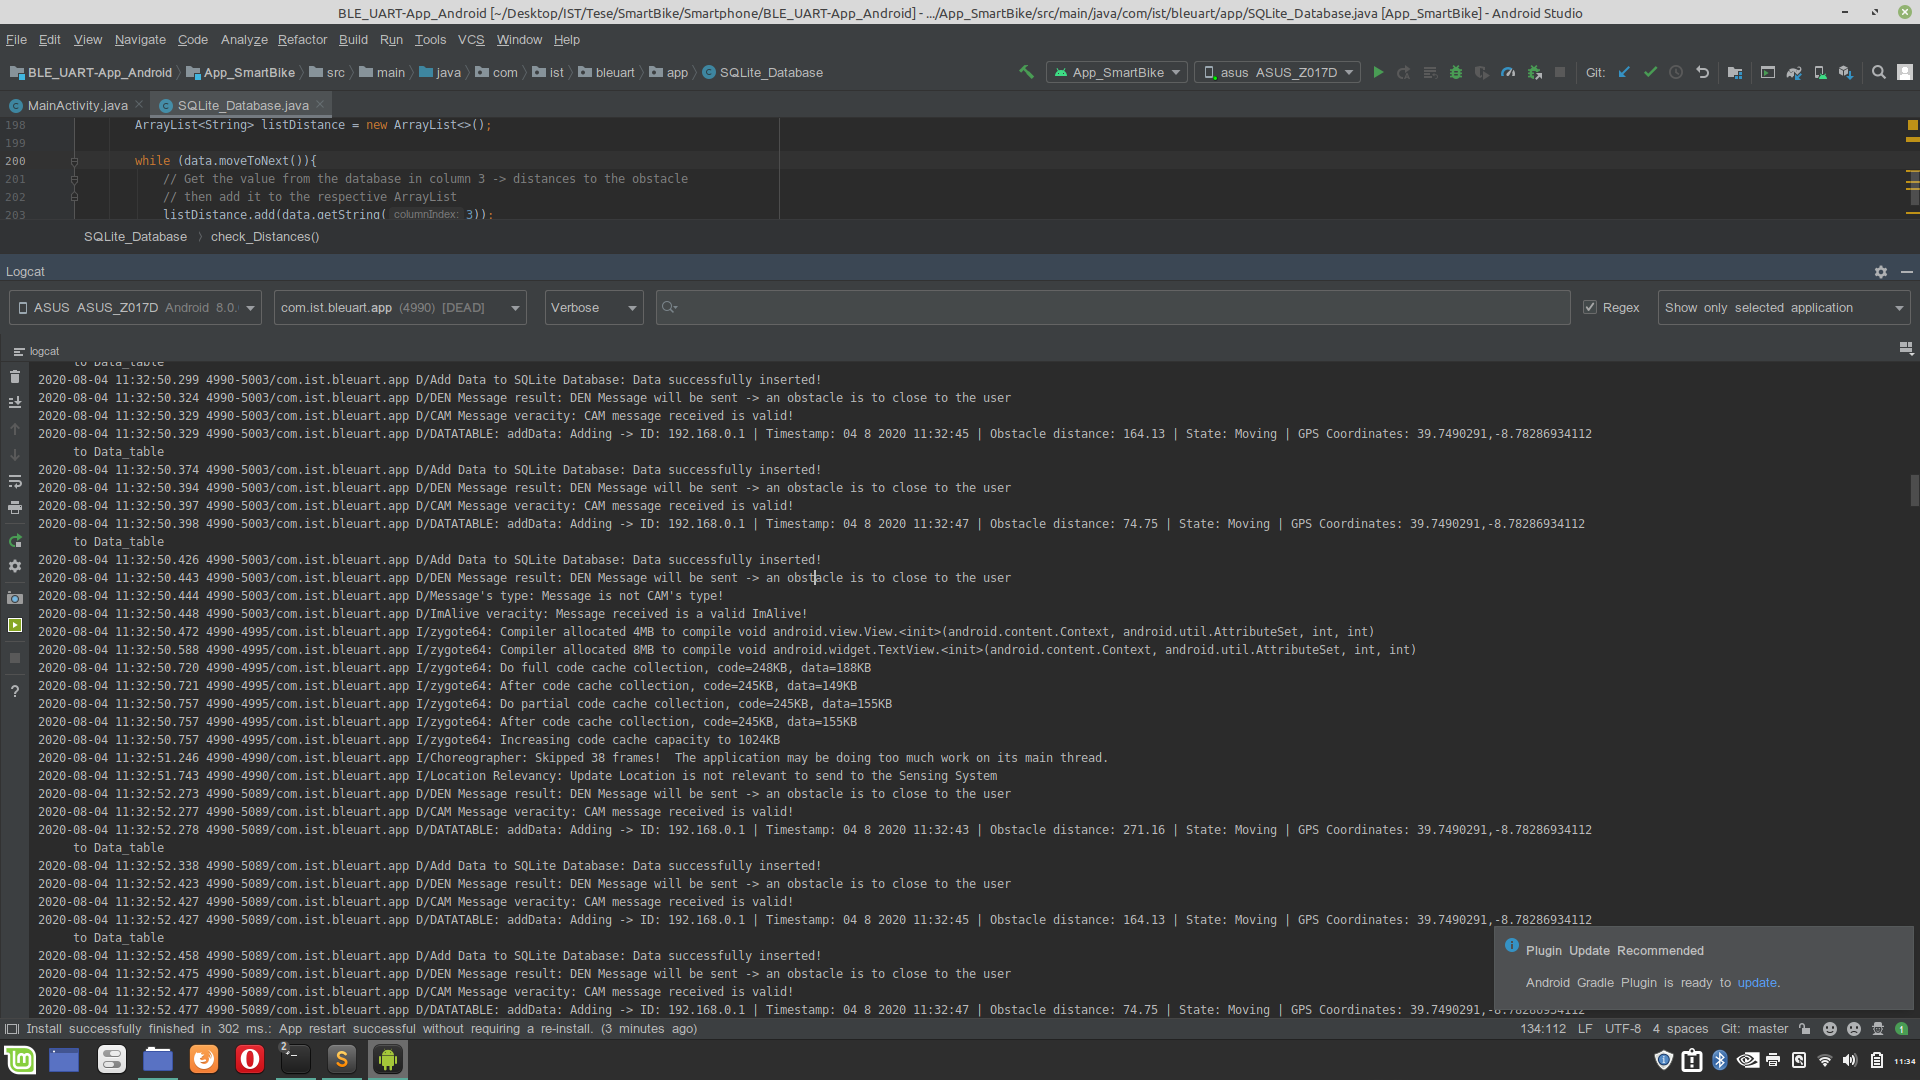 BLE_UART-App_Android [~/Desktop/IST/Tese/SmartBike/Smartphone/BLE_UART-App_Android] - .../App_SmartBike/src/main/java/com/ist/bleuart/app/SQLite_Database.java [App_SmartBike] - Android Studio
File Edit View Navigate Code Analyze Refactor Build Run Tools VCS Window Help
BLE_UART-App_Android App_SmartBike src main java com ist bleuart app SQLite_Database App_SmartBike asus ASUS_Z017D Git:
MainActivity.java SQLite_Database.java
198 ArrayList<String> listDistance = new ArrayList<>();
199
200 while (data.moveToNext()){
201 // Get the value from the database in column 3 -> distances to the obstacle
202 // then add it to the respective ArrayList
203 listDistance.add(data.getString( columnIndex: 3));
SQLite_Database check_Distances()
Logcat
ASUS ASUS_Z017D Android 8.0. com.ist.bleuart.app (4990) [DEAD] Verbose Regex Show only selected application
logcat
to Data_table
2020-08-04 11:32:50.299 4990-5003/com.ist.bleuart.app D/Add Data to SQLite Database: Data successfully inserted!
2020-08-04 11:32:50.324 4990-5003/com.ist.bleuart.app D/DEN Message result: DEN Message will be sent -> an obstacle is to close to the user
2020-08-04 11:32:50.329 4990-5003/com.ist.bleuart.app D/CAM Message veracity: CAM message received is valid!
2020-08-04 11:32:50.329 4990-5003/com.ist.bleuart.app D/DATATABLE: addData: Adding -> ID: 192.168.0.1 | Timestamp: 04 8 2020 11:32:45 | Obstacle distance: 164.13 | State: Moving | GPS Coordinates: 39.7490291,-8.78286934112
to Data_table
2020-08-04 11:32:50.374 4990-5003/com.ist.bleuart.app D/Add Data to SQLite Database: Data successfully inserted!
2020-08-04 11:32:50.394 4990-5003/com.ist.bleuart.app D/DEN Message result: DEN Message will be sent -> an obstacle is to close to the user
2020-08-04 11:32:50.397 4990-5003/com.ist.bleuart.app D/CAM Message veracity: CAM message received is valid!
2020-08-04 11:32:50.398 4990-5003/com.ist.bleuart.app D/DATATABLE: addData: Adding -> ID: 192.168.0.1 | Timestamp: 04 8 2020 11:32:47 | Obstacle distance: 74.75 | State: Moving | GPS Coordinates: 39.7490291,-8.78286934112
to Data_table
2020-08-04 11:32:50.426 4990-5003/com.ist.bleuart.app D/Add Data to SQLite Database: Data successfully inserted!
2020-08-04 11:32:50.443 4990-5003/com.ist.bleuart.app D/DEN Message result: DEN Message will be sent -> an obstacle is to close to the user
2020-08-04 11:32:50.444 4990-5003/com.ist.bleuart.app D/Message's type: Message is not CAM's type!
2020-08-04 11:32:50.448 4990-5003/com.ist.bleuart.app D/ImAlive veracity: Message received is a valid ImAlive!
2020-08-04 11:32:50.472 4990-4995/com.ist.bleuart.app I/zygote64: Compiler allocated 4MB to compile void android.view.View.<init>(android.content.Context, android.util.AttributeSet, int, int)
2020-08-04 11:32:50.588 4990-4995/com.ist.bleuart.app I/zygote64: Compiler allocated 8MB to compile void android.widget.TextView.<init>(android.content.Context, android.util.AttributeSet, int, int)
2020-08-04 11:32:50.720 4990-4995/com.ist.bleuart.app I/zygote64: Do full code cache collection, code=248KB, data=188KB
2020-08-04 11:32:50.721 4990-4995/com.ist.bleuart.app I/zygote64: After code cache collection, code=245KB, data=149KB
2020-08-04 11:32:50.757 4990-4995/com.ist.bleuart.app I/zygote64: Do partial code cache collection, code=245KB, data=155KB
2020-08-04 11:32:50.757 4990-4995/com.ist.bleuart.app I/zygote64: After code cache collection, code=245KB, data=155KB
2020-08-04 11:32:50.757 4990-4995/com.ist.bleuart.app I/zygote64: Increasing code cache capacity to 1024KB
2020-08-04 11:32:51.246 4990-4990/com.ist.bleuart.app I/Choreographer: Skipped 38 frames!  The application may be doing too much work on its main thread.
2020-08-04 11:32:51.743 4990-4990/com.ist.bleuart.app I/Location Relevancy: Update Location is not relevant to send to the Sensing System
2020-08-04 11:32:52.273 4990-5089/com.ist.bleuart.app D/DEN Message result: DEN Message will be sent -> an obstacle is to close to the user
2020-08-04 11:32:52.277 4990-5089/com.ist.bleuart.app D/CAM Message veracity: CAM message received is valid!
2020-08-04 11:32:52.278 4990-5089/com.ist.bleuart.app D/DATATABLE: addData: Adding -> ID: 192.168.0.1 | Timestamp: 04 8 2020 11:32:43 | Obstacle distance: 271.16 | State: Moving | GPS Coordinates: 39.7490291,-8.78286934112
to Data_table
2020-08-04 11:32:52.338 4990-5089/com.ist.bleuart.app D/Add Data to SQLite Database: Data successfully inserted!
2020-08-04 11:32:52.423 4990-5089/com.ist.bleuart.app D/DEN Message result: DEN Message will be sent -> an obstacle is to close to the user
2020-08-04 11:32:52.427 4990-5089/com.ist.bleuart.app D/CAM Message veracity: CAM message received is valid!
2020-08-04 11:32:52.427 4990-5089/com.ist.bleuart.app D/DATATABLE: addData: Adding -> ID: 192.168.0.1 | Timestamp: 04 8 2020 11:32:45 | Obstacle distance: 164.13 | State: Moving | GPS Coordinates: 39.7490291,-8.78286934112
to Data_table
2020-08-04 11:32:52.458 4990-5089/com.ist.bleuart.app D/Add Data to SQLite Database: Data successfully inserted!
2020-08-04 11:32:52.475 4990-5089/com.ist.bleuart.app D/DEN Message result: DEN Message will be sent -> an obstacle is to close to the user
2020-08-04 11:32:52.477 4990-5089/com.ist.bleuart.app D/CAM Message veracity: CAM message received is valid!
2020-08-04 11:32:52.477 4990-5089/com.ist.bleuart.app D/DATATABLE: addData: Adding -> ID: 192.168.0.1 | Timestamp: 04 8 2020 11:32:47 | Obstacle distance: 74.75 | State: Moving | GPS Coordinates: 39.7490291,-8.78286934112
Plugin Update Recommended
Android Gradle Plugin is ready to update.
Install successfully finished in 302 ms.: App restart successful without requiring a re-install. (3 minutes ago) 134:112 LF UTF-8 4 spaces Git: master 1
2 S 11:34